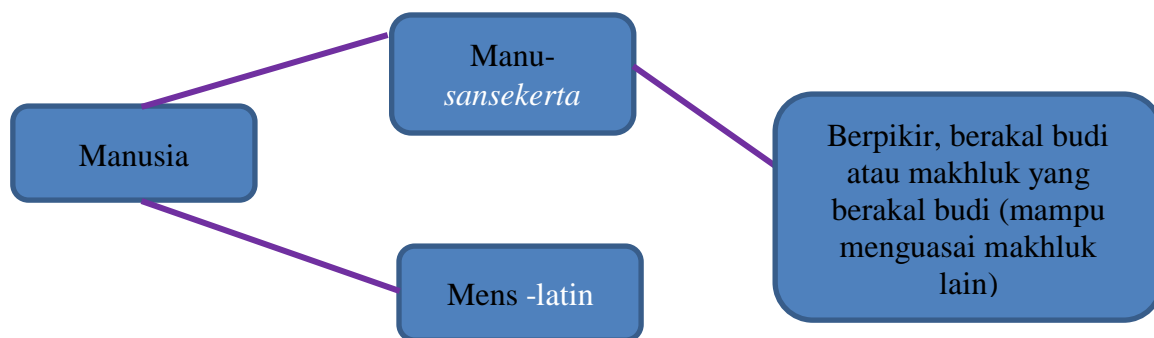 Manusia
Manu-
sansekerta
Mens -latin
Berpikir, berakal budi
atau makhluk yang
berakal budi (mampu
menguasai makhluk
lain)